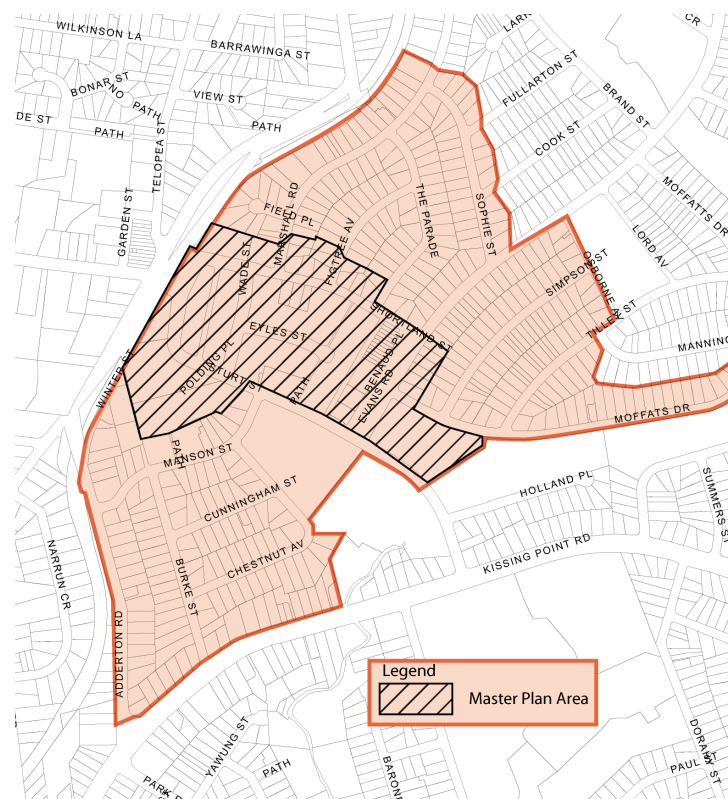 WILKINSON LA
BARRAWINGA ST
LARR
CR
BONAR ST
NO PATH
VIEW ST
FULLARTON ST
BRAND ST
DE ST
PATH
TELOPEA ST
PATH
COOK ST
GARDEN ST
MARSHALL RD
FIELD PL
THE PARADE
SOPHIE ST
MOFFATTS DR
LORD AV
WADE ST
FIGTREE AV
SIMPSON ST
OSBORNE AV
EYLES ST
SHORTLAND ST
TILLEY ST
POLDING PL
STURT ST
BENAUD PL
MANNING
WINTER ST
PATH
EVANS RD
MOFFATS DR
MANSON ST
PATH
CUNNINGHAM ST
HOLLAND PL
SUMMERS ST
NARRUN CR
CHESTNUT AV
KISSING POINT RD
BURKE ST
ADDERTON RD
Legend
Master Plan Area
YAWUNG ST
PATH
DORAHY ST
PAUL
BARON